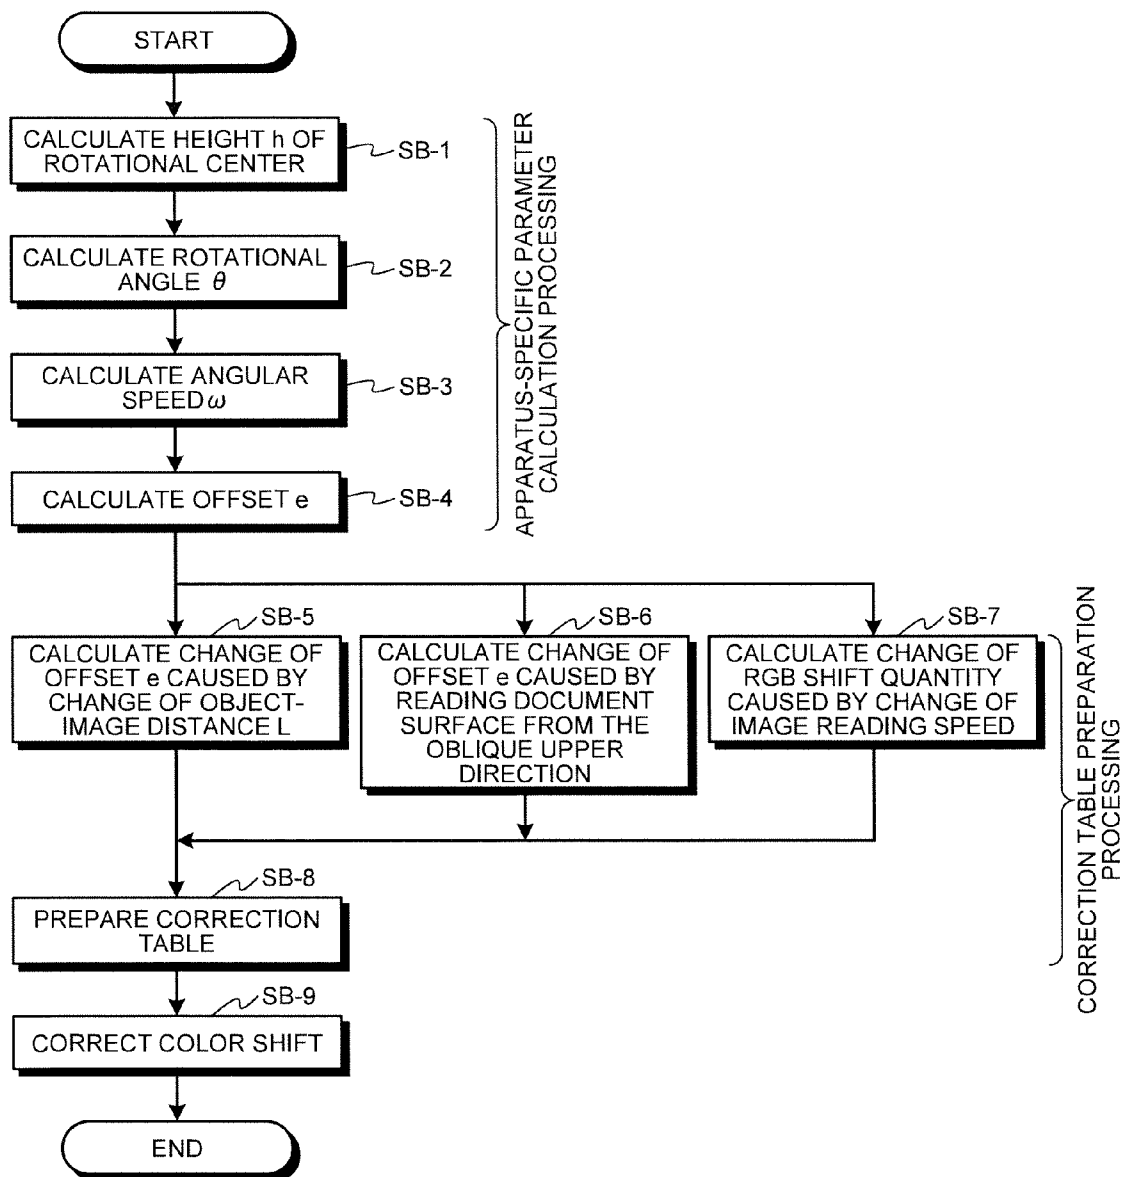 START
CALCULATE HEIGHT h OF
ROTATIONAL CENTER
SB-1
CALCULATE ROTATIONAL
ANGLE θ
SB-2
CALCULATE ANGULAR
SPEED ω
SB-3
CALCULATE OFFSET e
SB-4
APPARATUS-SPECIFIC PARAMETER
CALCULATION PROCESSING
SB-5
CALCULATE CHANGE OF
OFFSET e CAUSED BY
CHANGE OF OBJECT-
IMAGE DISTANCE L
SB-6
CALCULATE CHANGE OF
OFFSET e CAUSED BY
READING DOCUMENT
SURFACE FROM THE
OBLIQUE UPPER
DIRECTION
SB-7
CALCULATE CHANGE OF
RGB SHIFT QUANTITY
CAUSED BY CHANGE OF
IMAGE READING SPEED
SB-8
PREPARE CORRECTION
TABLE
CORRECTION TABLE PREPARATION
PROCESSING
SB-9
CORRECT COLOR SHIFT
END